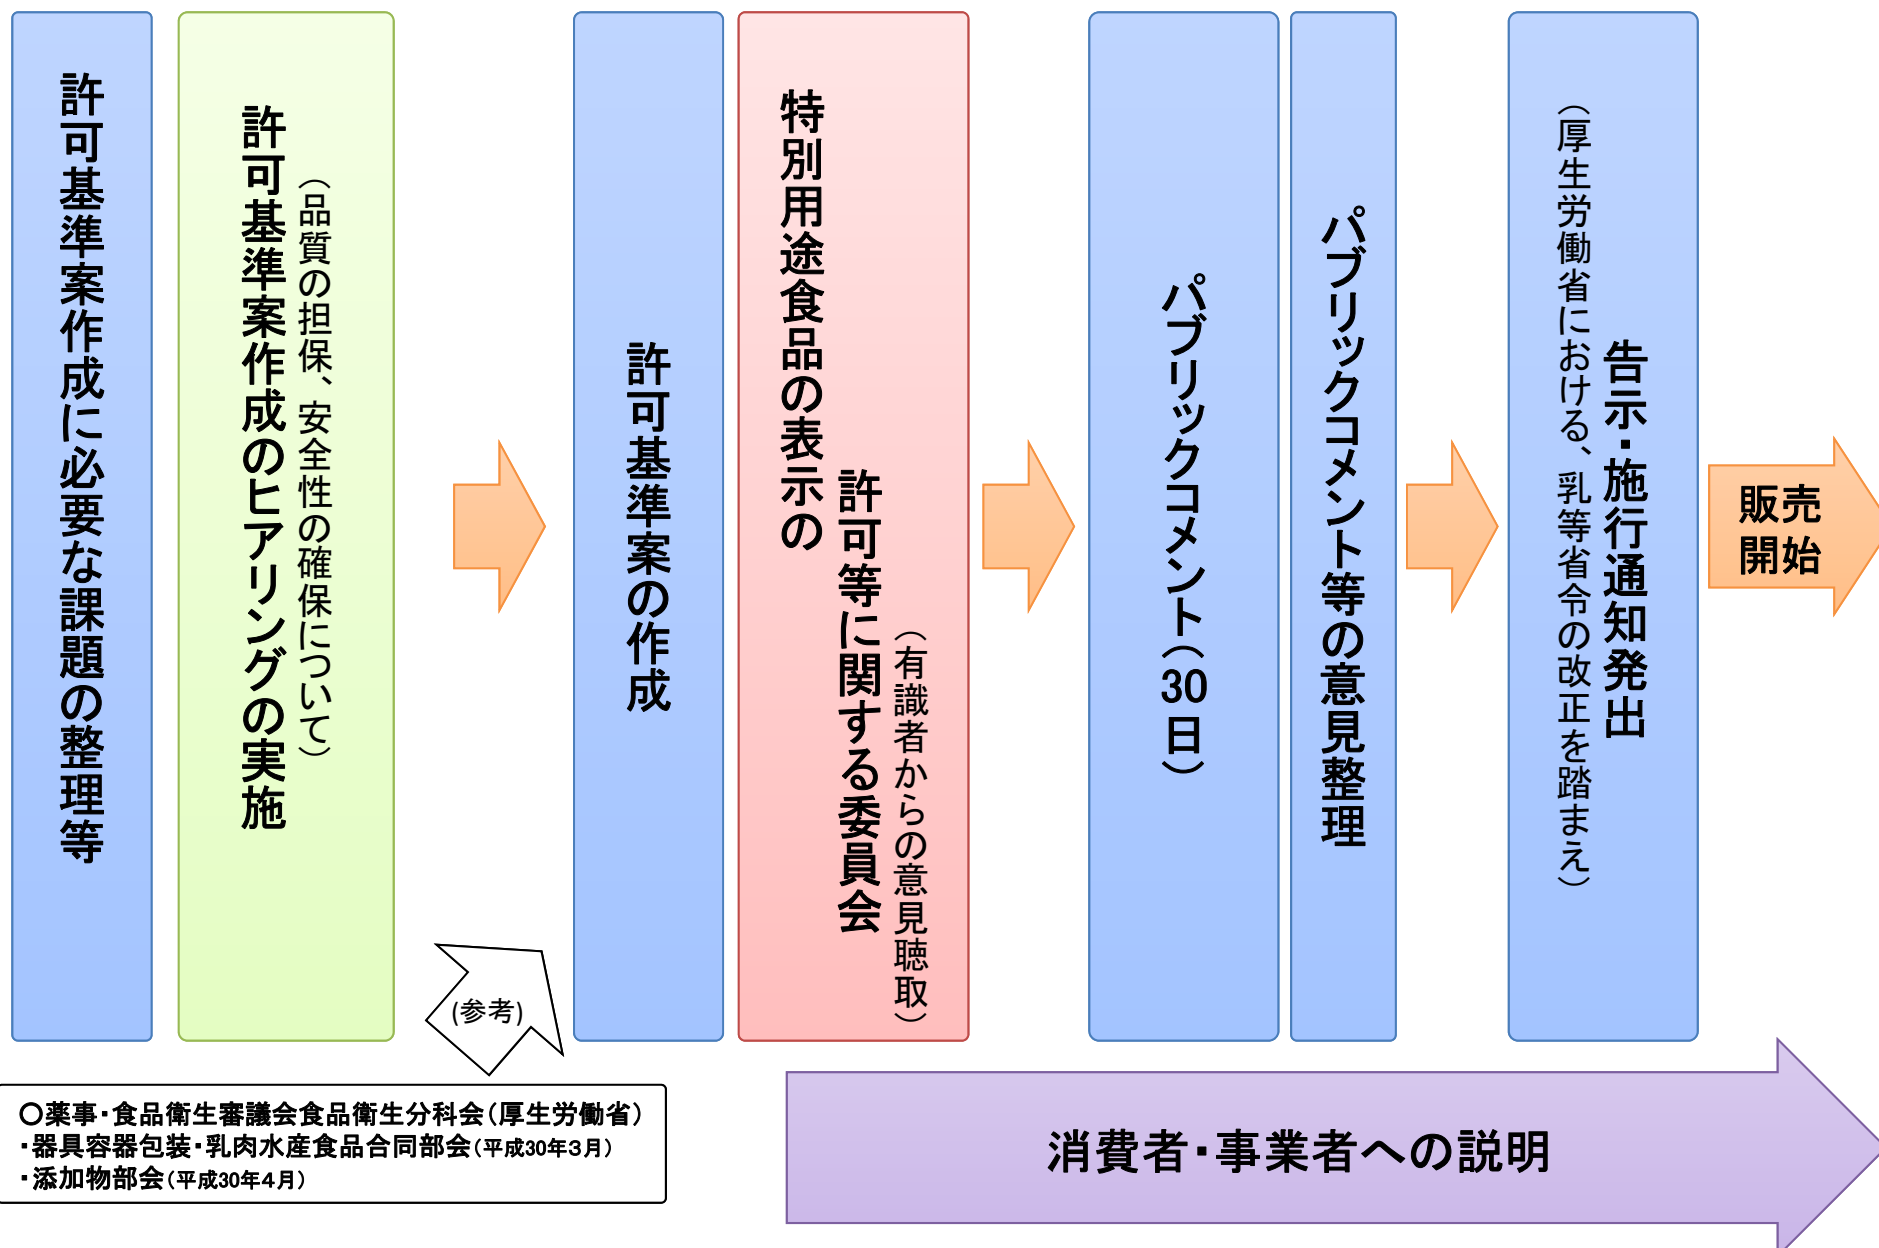 許可基準案作成に必要な課題の整理等
許可基準案作成のヒアリングの実施
（品質の担保、安全性の確保について）
許可基準案の作成
特別用途食品の表示の
許可等に関する委員会
（有識者からの意見聴取）
パブリックコメント（30日）
パブリックコメント等の意見整理
告示・施行通知発出
（厚生労働省における、乳等省令の改正を踏まえ）
販売
開始
(参考)
○薬事・食品衛生審議会食品衛生分科会（厚生労働省）
・器具容器包装・乳肉水産食品合同部会（平成30年３月）
・添加物部会（平成30年４月）
消費者・事業者への説明